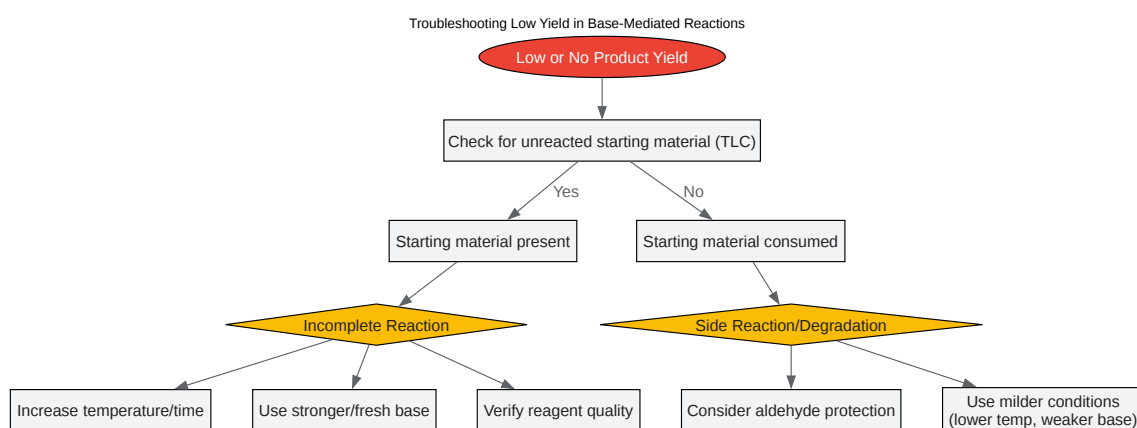 Troubleshooting Low Yield in Base-Mediated Reactions
Low or No Product Yield
Check for unreacted starting material (TLC)
Yes
No
Starting material present
Starting material consumed
Incomplete Reaction
Side Reaction/Degradation
Increase temperature/time
Use stronger/fresh base
Verify reagent quality
Consider aldehyde protection
Use milder conditions
(lower temp, weaker base)